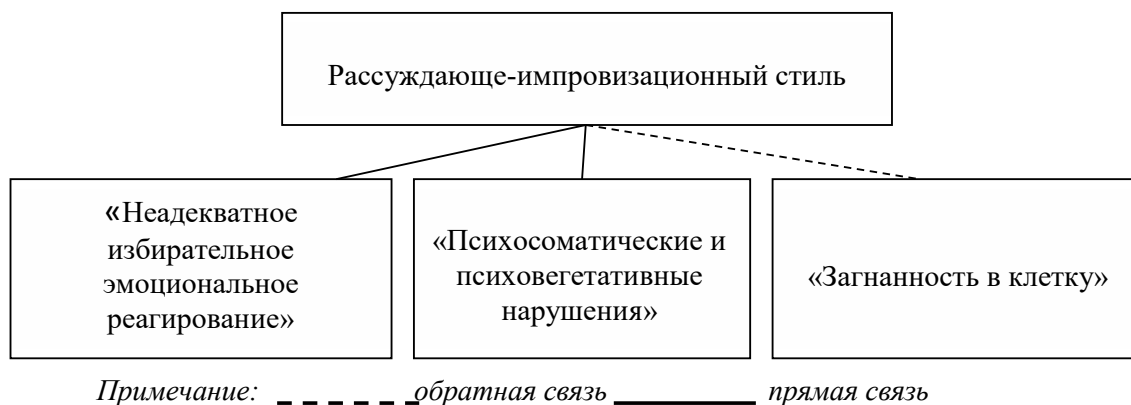 Рассуждающе-импровизационный стиль
«Неадекватное
избирательное
эмоциональное
реагирование»
«Психосоматические и
психовегетативные
нарушения»
«Загнанность в клетку»
Примечание: обратная связь прямая связь